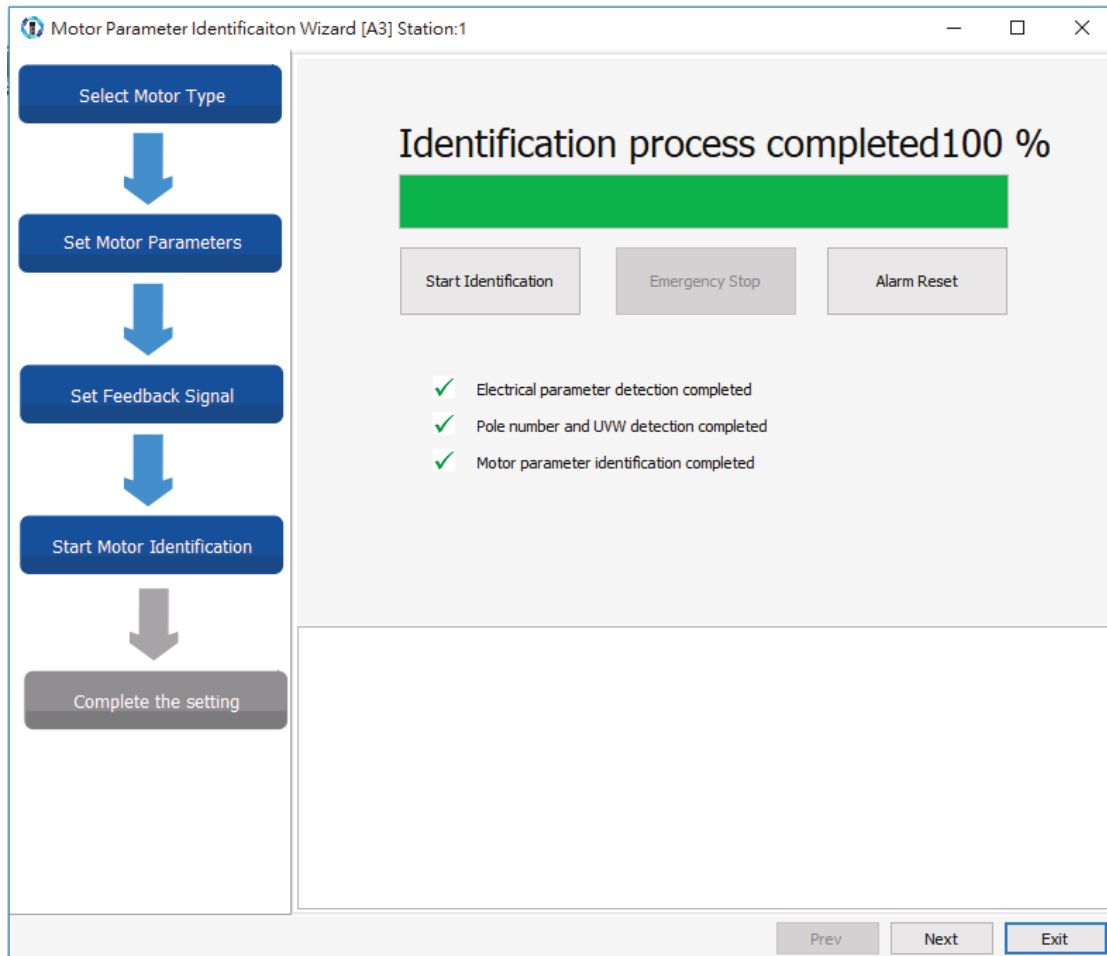 Motor Parameter Identificaiton Wizard [A3] Station:1
Select Motor Type
Set Motor Parameters
Set Feedback Signal
Start Motor Identification
Complete the setting
Identification process completed100 %
Start Identification
Emergency Stop
Alarm Reset
Electrical parameter detection completed
Pole number and UVW detection completed
Motor parameter identification completed
Prev
Next
Exit